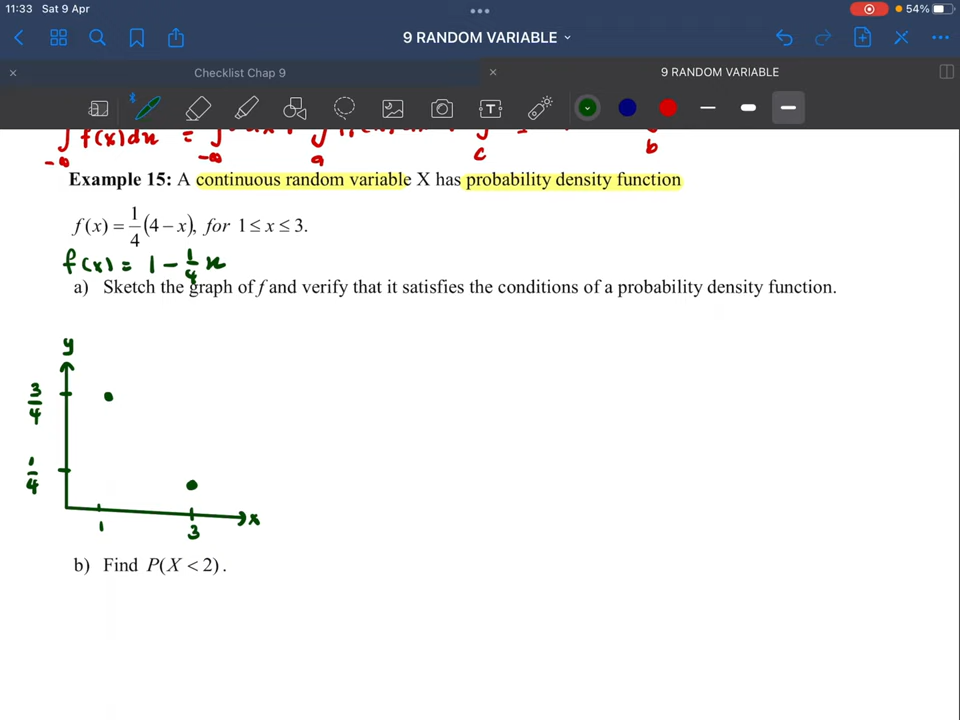 11:33 Sat 9 Apr 54%
9 RANDOM VARIABLE
Checklist Chap 9 9 RANDOM VARIABLE
∫ f(x)dx = ∫ ∫ ∫
-∞ -∞ a c b
Example 15: A continuous random variable X has probability density function
f(x) = 1/4 (4 − x), for 1 ≤ x ≤ 3.
f(x) = 1 − 1/4 x
a) Sketch the graph of f and verify that it satisfies the conditions of a probability density function.
y
3/4
1/4
1 3 x
b) Find P(X < 2).